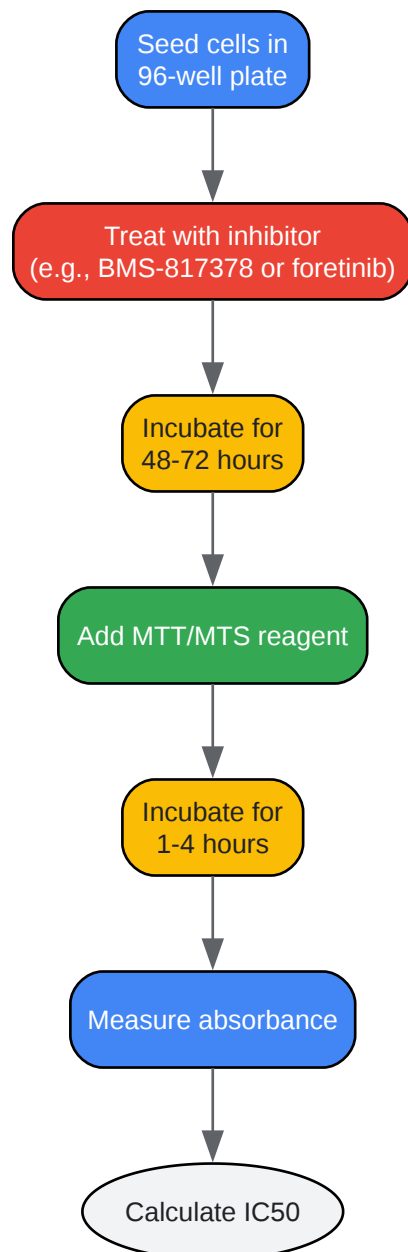 Seed cells in
96-well plate
Treat with inhibitor
(e.g., BMS-817378 or foretinib)
Incubate for
48-72 hours
Add MTT/MTS reagent
Incubate for
1-4 hours
Measure absorbance
Calculate IC50